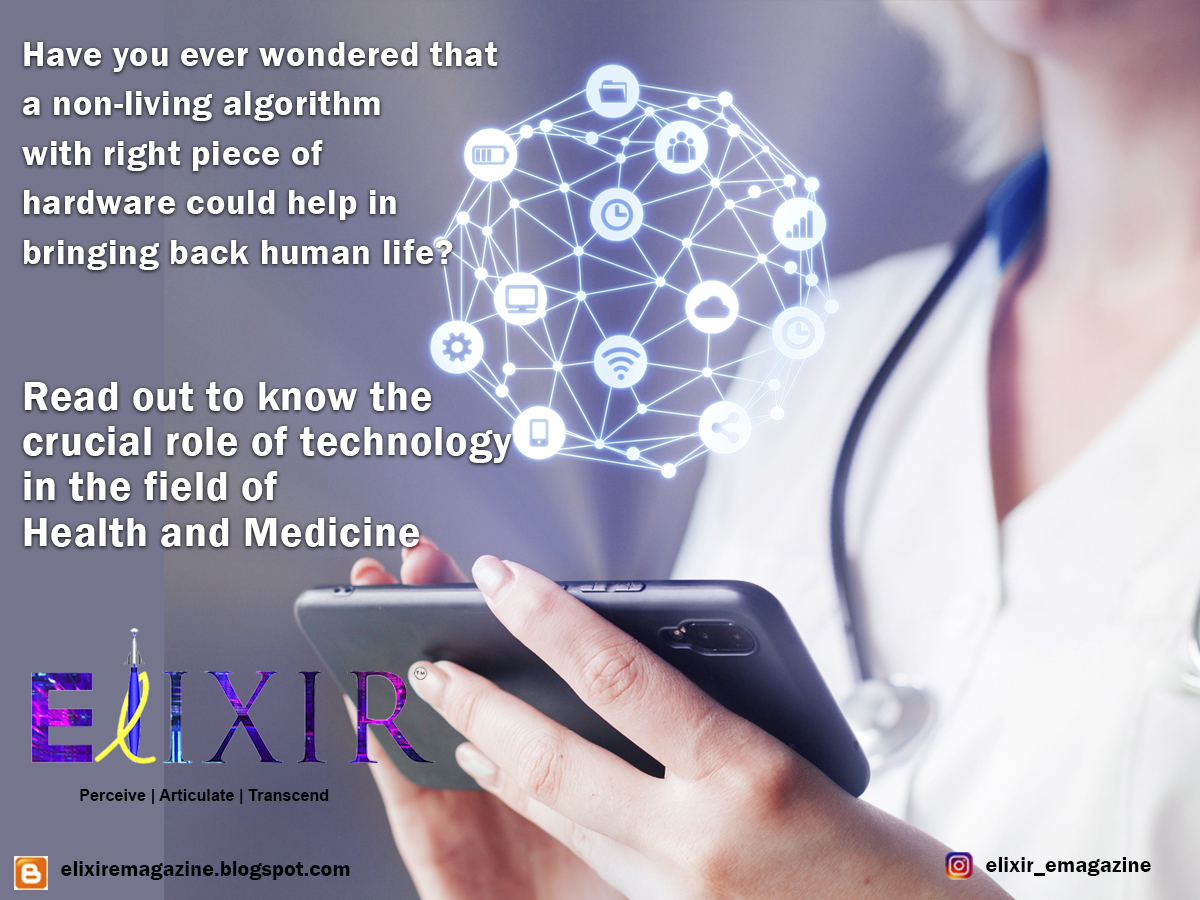 Have you ever wondered that
a non-living algorithm
with right piece of
hardware could help in
bringing back human life?
Read out to know the
crucial role of technology
in the field of
Health and Medicine
ElIXIR™
Perceive | Articulate | Transcend
elixiremagazine.blogspot.com
elixir_emagazine